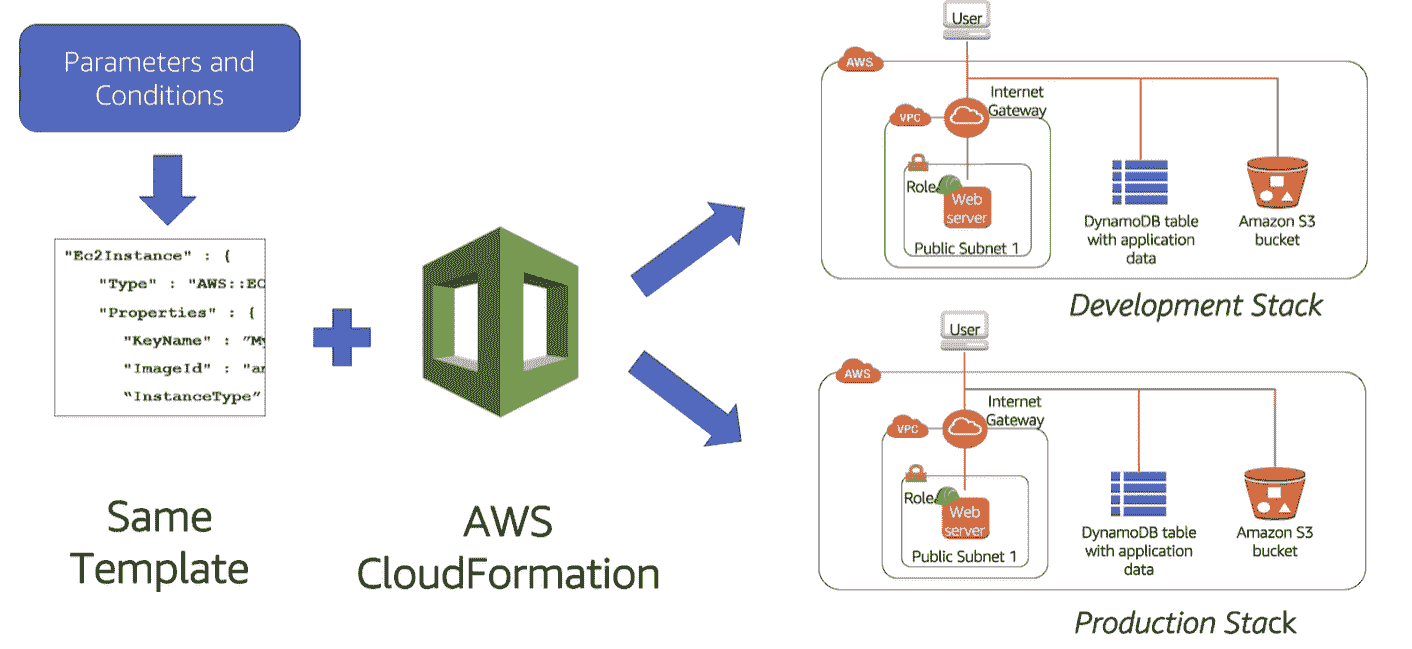 Parameters and
Conditions
"Ec2Instance" : {
"Type" : "AWS::EC
"Properties" : {
"KeyName" : "My
"ImageId" : "am
"InstanceType"
Same
Template
AWS
CloudFormation
User
AWS
Internet
Gateway
VPC
Role
Web
server
Public Subnet 1
DynamoDB table
with application
data
Amazon S3
bucket
Development Stack
User
AWS
Internet
Gateway
VPC
Role
Web
server
Public Subnet 1
DynamoDB table
with application
data
Amazon S3
bucket
Production Stack